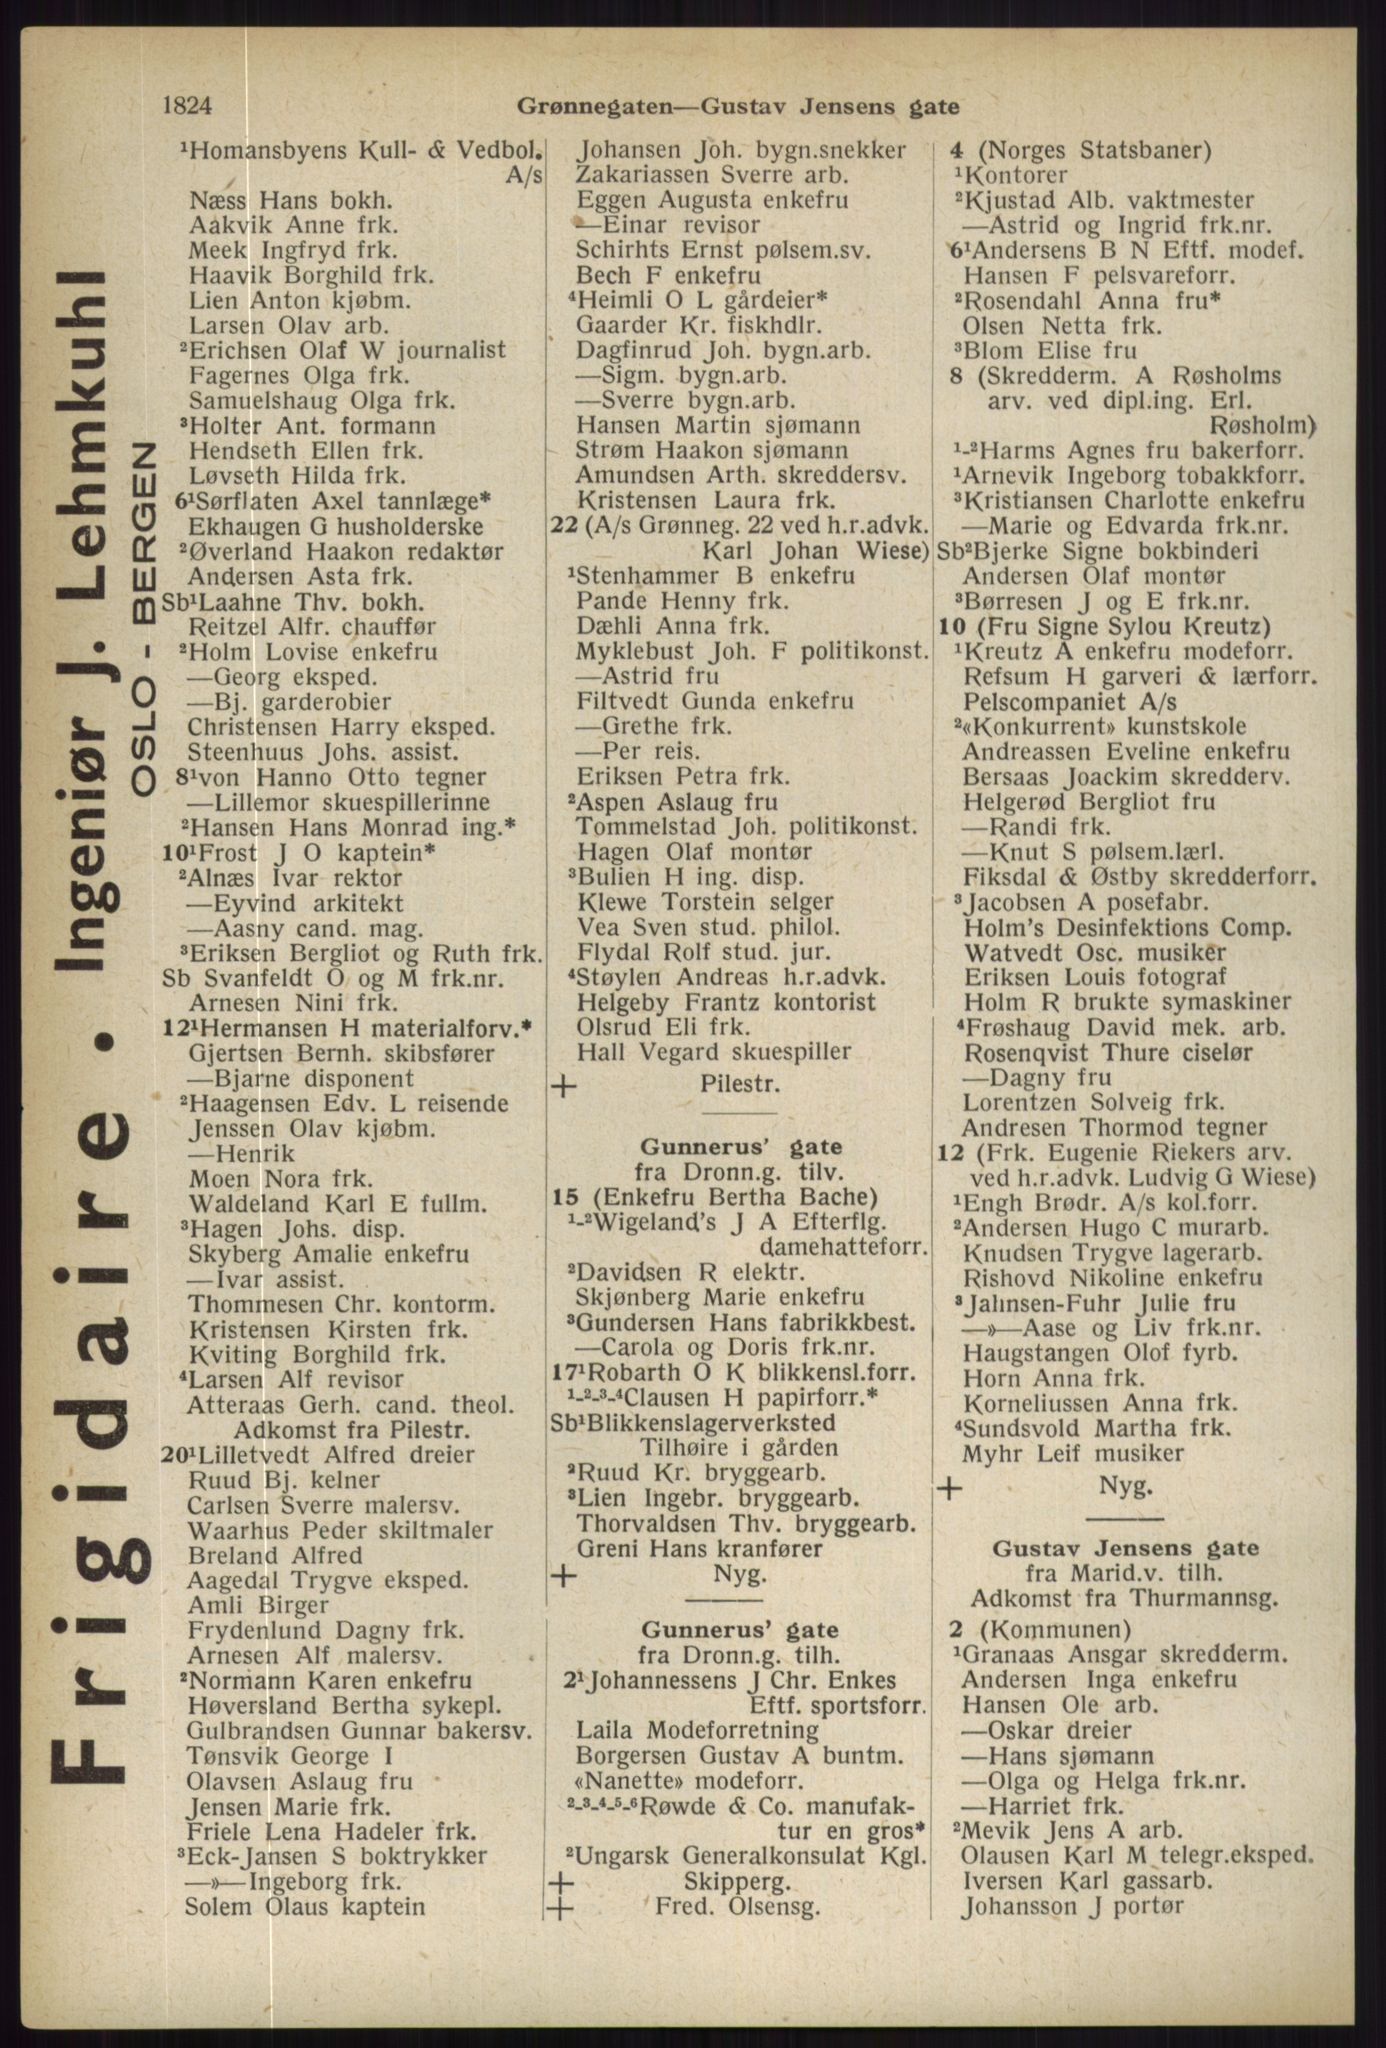 1824
Grønnegaten—Gustav Jensens gate
Frigidaire • Ingeniør J. Lehmkuhl
OSLO - BERGEN
¹Homansbyens Kull- & Vedbol.
A/s
Næss Hans bokh.
Aakvik Anne frk.
Meek Ingfryd frk.
Haavik Borghild frk.
Lien Anton kjøbm.
Larsen Olav arb.
²Erichsen Olaf W journalist
Fagernes Olga frk.
Samuelshaug Olga frk.
³Holter Ant. formann
Hendseth Ellen frk.
Løvseth Hilda frk.
6¹Sørflaten Axel tannlæge*
Ekhaugen G husholderske
²Øverland Haakon redaktør
Andersen Asta frk.
Sb¹Laahne Thv. bokh.
Reitzel Alfr. chauffør
²Holm Lovise enkefru
—Georg eksped.
—Bj. garderobier
Christensen Harry eksped.
Steenhuus Johs. assist.
8¹von Hanno Otto tegner
—Lillemor skuespillerinne
²Hansen Hans Monrad ing.*
10¹Frost J O kaptein*
²Alnæs Ivar rektor
—Eyvind arkitekt
—Aasny cand. mag.
³Eriksen Bergliot og Ruth frk.
Sb Svanfeldt O og M frk.nr.
Arnesen Nini frk.
12¹Hermansen H materialforv.*
Gjertsen Bernh. skibsfører
—Bjarne disponent
²Haagensen Edv. L reisende
Jenssen Olav kjøbm.
—Henrik
Moen Nora frk.
Waldeland Karl E fullm.
³Hagen Johs. disp.
Skyberg Amalie enkefru
—Ivar assist.
Thommesen Chr. kontorm.
Kristensen Kirsten frk.
Kviting Borghild frk.
⁴Larsen Alf revisor
Atteraas Gerh. cand. theol.
Adkomst fra Pilestr.
20¹Lilletvedt Alfred dreier
Ruud Bj. kelner
Carlsen Sverre malersv.
Waarhus Peder skiltmaler
Breland Alfred
Aagedal Trygve eksped.
Amli Birger
Frydenlund Dagny frk.
Arnesen Alf malersv.
²Normann Karen enkefru
Høversland Bertha sykepl.
Gulbrandsen Gunnar bakersv.
Tønsvik George I
Olavsen Aslaug fru
Jensen Marie frk.
Friele Lena Hadeler frk.
³Eck-Jansen S boktrykker
—»—Ingeborg frk.
Solem Olaus kaptein
Johansen Joh. bygn.snekker
Zakariassen Sverre arb.
Eggen Augusta enkefru
—Einar revisor
Schirhts Ernst pølsem.sv.
Bech F enkefru
⁴Heimli O L gårdeier*
Gaarder Kr. fiskhdlr.
Dagfinrud Joh. bygn.arb.
—Sigm. bygn.arb.
—Sverre bygn.arb.
Hansen Martin sjømann
Strøm Haakon sjømann
Amundsen Arth. skreddersv.
Kristensen Laura frk.
22 (A/s Grønneg. 22 ved h.r.advk.
Karl Johan Wiese)
¹Stenhammer B enkefru
Pande Henny frk.
Dæhli Anna frk.
Myklebust Joh. F politikonst.
—Astrid fru
Filtvedt Gunda enkefru
—Grethe frk.
—Per reis.
Eriksen Petra frk.
²Aspen Aslaug fru
Tommelstad Joh. politikonst.
Hagen Olaf montør
³Bulien H ing. disp.
Klewe Torstein selger
Vea Sven stud. philol.
Flydal Rolf stud. jur.
⁴Støylen Andreas h.r.advk.
Helgeby Frantz kontorist
Olsrud Eli frk.
Hall Vegard skuespiller
+ Pilestr.
Gunnerus' gate
fra Dronn.g. tilv.
15 (Enkefru Bertha Bache)
¹-²Wigeland's J A Efterflg.
damehatteforr.
²Davidsen R elektr.
Skjønberg Marie enkefru
³Gundersen Hans fabrikkbest.
—Carola og Doris frk.nr.
17¹Robarth O K blikkensl.forr.
¹-²-³-⁴Clausen H papirforr.*
Sb¹Blikkenslagerverksted
Tilhøire i gården
²Ruud Kr. bryggearb.
³Lien Ingebr. bryggearb.
Thorvaldsen Thv. bryggearb.
Greni Hans kranfører
+ Nyg.
Gunnerus' gate
fra Dronn.g. tilh.
2¹Johannessens J Chr. Enkes
Eftf. sportsforr.
Laila Modeforretning
Borgersen Gustav A buntm.
«Nanette» modeforr.
²-³-⁴-⁵-⁶Røwde & Co. manufak-
tur en gros*
²Ungarsk Generalkonsulat Kgl.
+ Skipperg.
+ Fred. Olsensg.
4 (Norges Statsbaner)
¹Kontorer
²Kjustad Alb. vaktmester
—Astrid og Ingrid frk.nr.
6¹Andersens B N Eftf. modef.
Hansen F pelsvareforr.
²Rosendahl Anna fru*
Olsen Netta frk.
³Blom Elise fru
8 (Skredderm. A Røsholms
arv. ved dipl.ing. Erl.
Røsholm)
¹-²Harms Agnes fru bakerforr.
¹Arnevik Ingeborg tobakkforr.
³Kristiansen Charlotte enkefru
—Marie og Edvarda frk.nr.
Sb²Bjerke Signe bokbinderi
Andersen Olaf montør
³Børresen J og E frk.nr.
10 (Fru Signe Sylou Kreutz)
¹Kreutz A enkefru modeforr.
Refsum H garveri & lærforr.
Pelscompaniet A/s
²«Konkurrent» kunstskole
Andreassen Eveline enkefru
Bersaas Joachim skredderv.
Helgerød Bergliot fru
—Randi frk.
—Knut S pølsem.lærl.
Fiksdal & Østby skredderforr.
³Jacobsen A posefabr.
Holm's Desinfektions Comp.
Watvedt Osc. musiker
Eriksen Louis fotograf
Holm R brukte symaskiner
⁴Frøshaug David mek. arb.
Rosenqvist Thure ciselør
—Dagny fru
Lorentzen Solveig frk.
Andresen Thormod tegner
12 (Frk. Eugenie Riekers arv.
ved h.r.advk. Ludvig G Wiese)
¹Engh Brødr. A/s kol.forr.
²Andersen Hugo C murarb.
Knudsen Trygve lagerarb.
Rishovd Nikoline enkefru
³Jahnsen-Fuhr Julie fru
—»—Aase og Liv frk.nr.
Haugstangen Olof fyrb.
Horn Anna frk.
Korneliussen Anna frk.
⁴Sundsvold Martha frk.
Myhr Leif musiker
+ Nyg.
Gustav Jensens gate
fra Marid.v. tilh.
Adkomst fra Thurmannsg.
2 (Kommunen)
¹Granaas Ansgar skredderm.
Andersen Inga enkefru
Hansen Ole arb.
—Oskar dreier
—Hans sjømann
—Olga og Helga frk.nr.
—Harriet frk.
²Mevik Jens A arb.
Olausen Karl M telegr.eksped.
Iversen Karl gassarb.
Johansson J portør